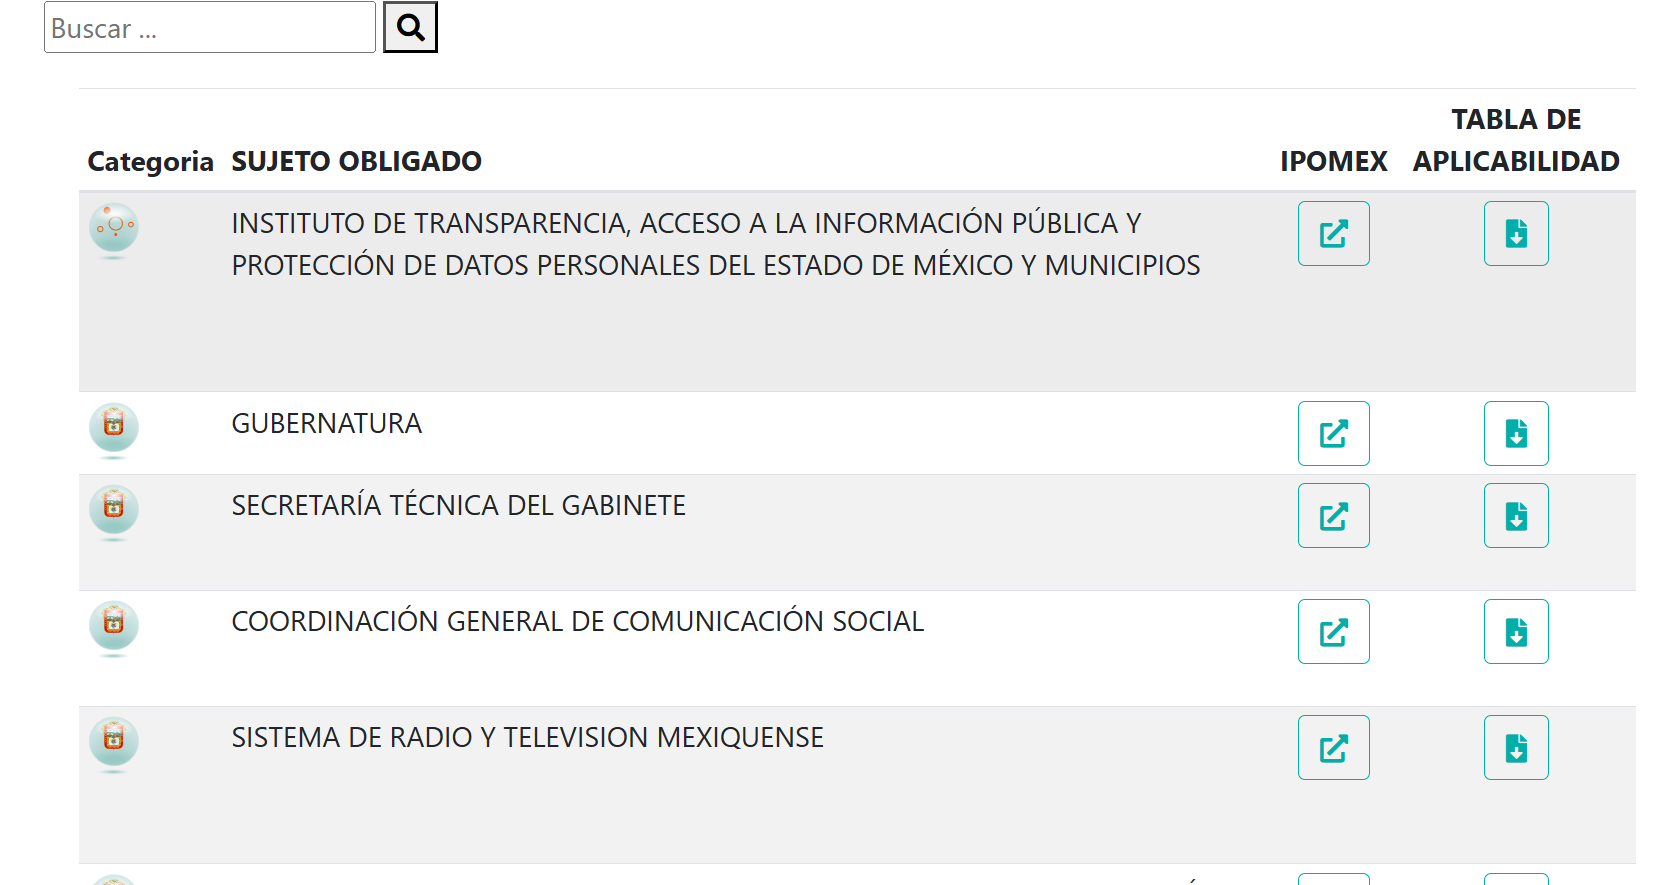 Buscar ...
Categoria SUJETO OBLIGADO IPOMEX TABLA DE
APLICABILIDAD
INSTITUTO DE TRANSPARENCIA, ACCESO A LA INFORMACIÓN PÚBLICA Y
PROTECCIÓN DE DATOS PERSONALES DEL ESTADO DE MÉXICO Y MUNICIPIOS
GUBERNATURA
SECRETARÍA TÉCNICA DEL GABINETE
COORDINACIÓN GENERAL DE COMUNICACIÓN SOCIAL
SISTEMA DE RADIO Y TELEVISION MEXIQUENSE